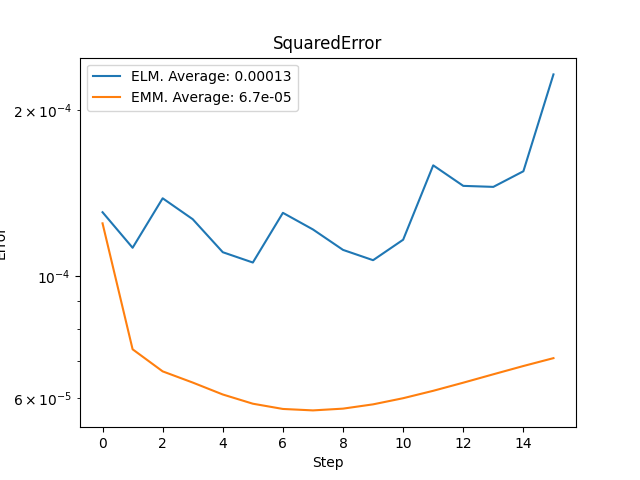 SquaredError
ELM. Average: 0.00013
EMM. Average: 6.7e-05
2 × 10⁻⁴
10⁻⁴
6 × 10⁻⁵
Error
0 2 4 6 8 10 12 14
Step